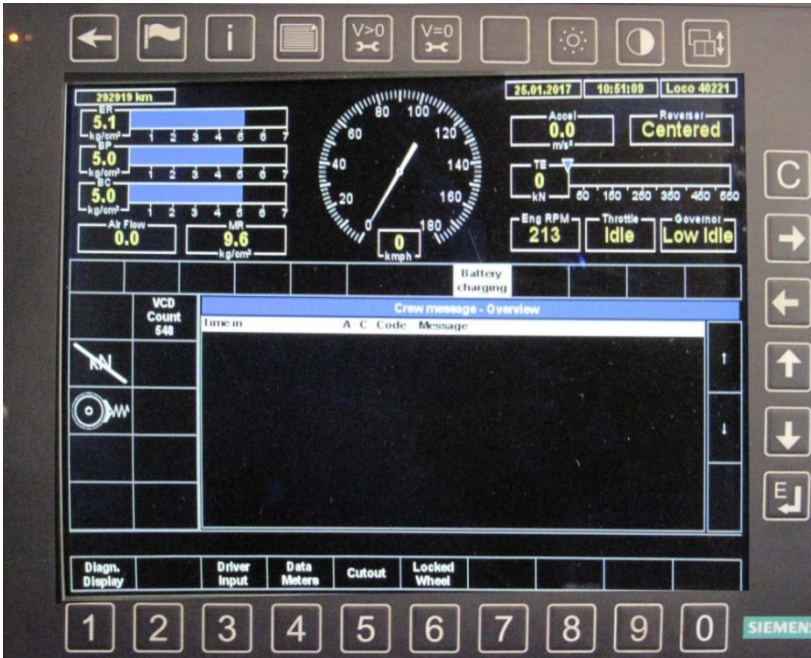 V>0
V=0
292919 km
25.01.2017
10:51:09
Loco 40221
ER
5.1
kg/cm²
1 2 3 4 5 6 7
BP
5.0
kg/cm²
1 2 3 4 5 6 7
BC
5.0
kg/cm²
1 2 3 4 5 6 7
Air Flow
0.0
MR
9.6
kg/cm²
0 20 40 60 80 100 120 140 160 180
0
kmph
Accel
0.0
m/s²
Reverser
Centered
TE
0
kN
50 150 250 350 450 550
Eng RPM
213
Throttle
Idle
Governor
Low Idle
C
Battery
charging
VCD
Count
548
Crew message - Overview
Time in A C Code Message
kN
E
Diagn.
Display
Driver
Input
Data
Meters
Cutout
Locked
Wheel
1 2 3 4 5 6 7 8 9 0
SIEMENS